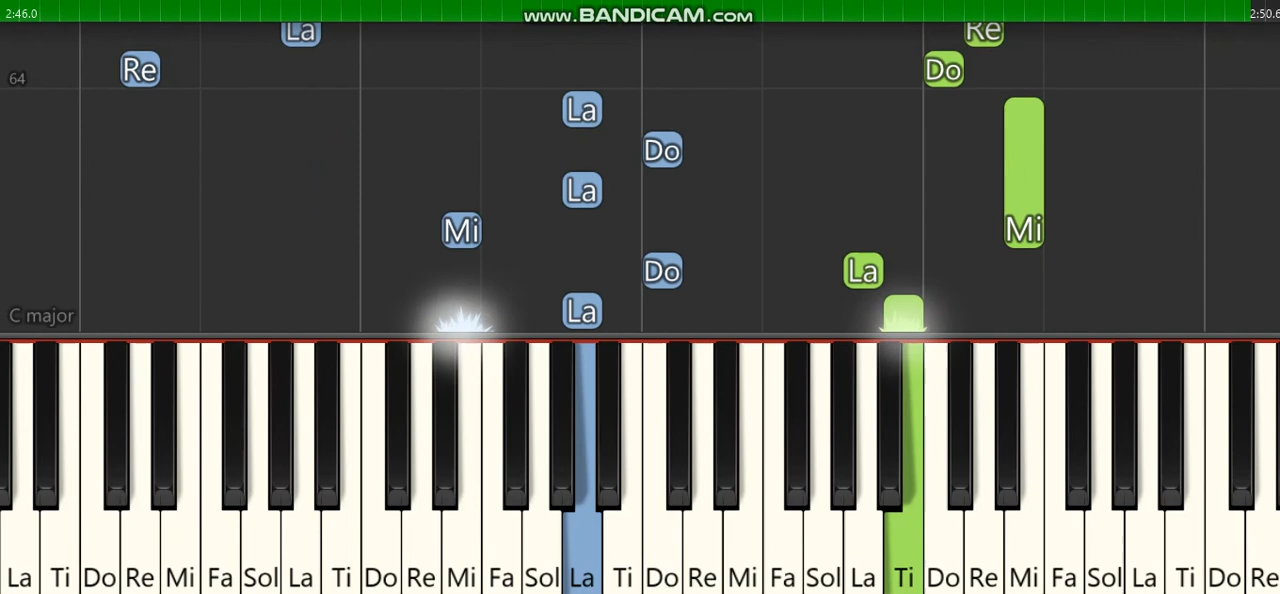 2:46.0 www.BANDICAM.com 2:50.6
La Re
Re Do
64
La
Do
La
Mi Mi
Do La
C major La
La Ti Do Re Mi Fa Sol La Ti Do Re Mi Fa Sol La Ti Do Re Mi Fa Sol La Ti Do Re Mi Fa Sol La Ti Do Re